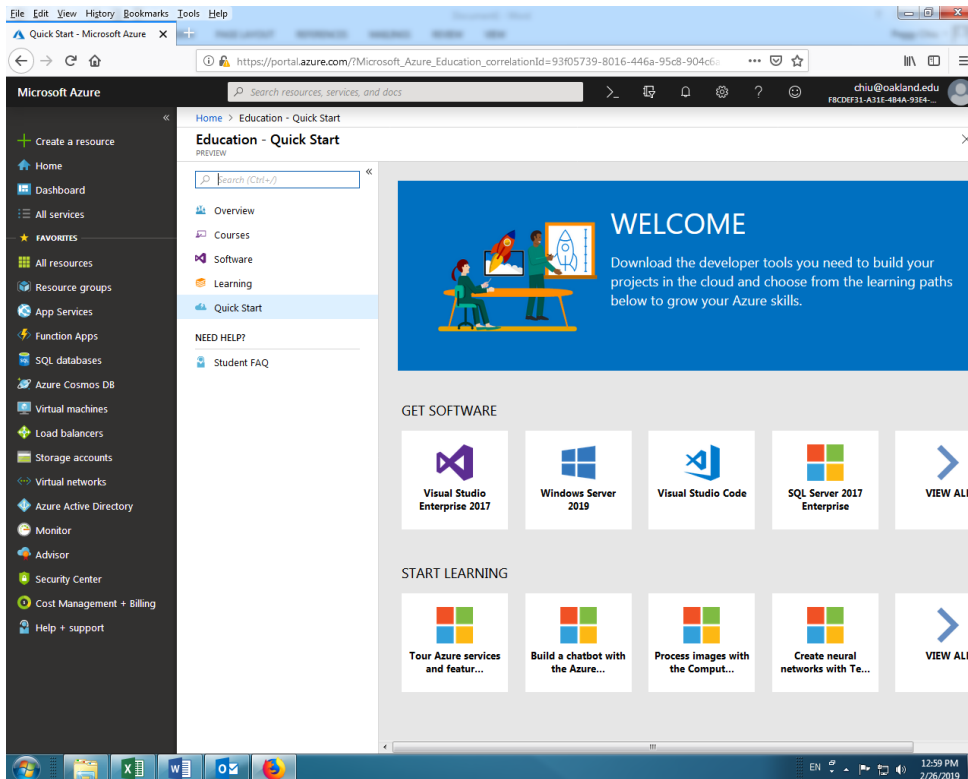 File Edit View History Bookmarks Tools Help
Quick Start - Microsoft Azure
https://portal.azure.com/?Microsoft_Azure_Education_correlationId=93f05739-8016-446a-95c8-904c6a
Microsoft Azure
Search resources, services, and docs
chiu@oakland.edu
F8CDEF31-A31E-4B4A-93E4-...
Home > Education - Quick Start
Education - Quick Start
PREVIEW
Create a resource
Home
Dashboard
All services
FAVORITES
All resources
Resource groups
App Services
Function Apps
SQL databases
Azure Cosmos DB
Virtual machines
Load balancers
Storage accounts
Virtual networks
Azure Active Directory
Monitor
Advisor
Security Center
Cost Management + Billing
Help + support
Search (Ctrl+/)
Overview
Courses
Software
Learning
Quick Start
NEED HELP?
Student FAQ
WELCOME
Download the developer tools you need to build your
projects in the cloud and choose from the learning paths
below to grow your Azure skills.
GET SOFTWARE
Visual Studio
Enterprise 2017
Windows Server
2019
Visual Studio Code
SQL Server 2017
Enterprise
VIEW ALL
START LEARNING
Tour Azure services
and featur...
Build a chatbot with
the Azure...
Process images with
the Comput...
Create neural
networks with Te...
VIEW ALL
EN
12:59 PM
2/26/2019